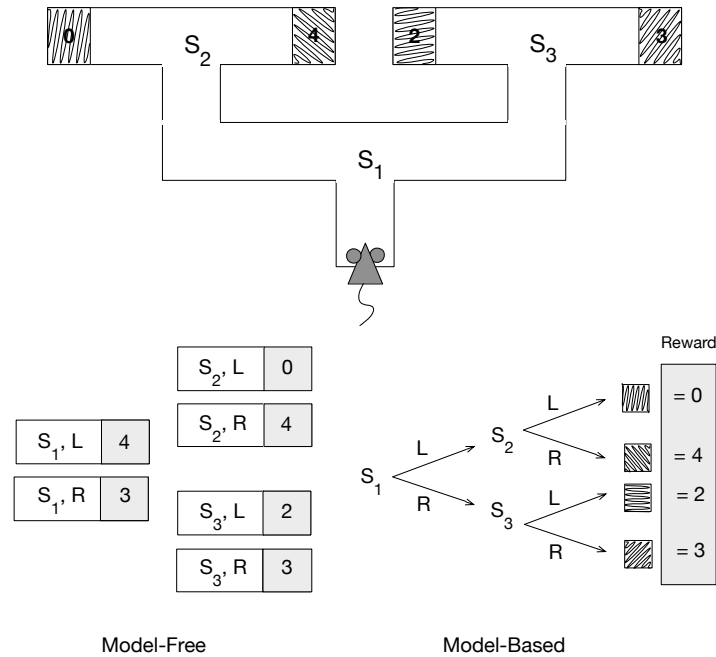 0 4 2 3
S₂ S₃
S₁
Reward
S₂, L 0
S₂, R 4
S₁, L 4
S₁, R 3
S₃, L 2
S₃, R 3
L = 0
S₂
L R = 4
S₁
R L = 2
S₃
R = 3
Model-Free Model-Based